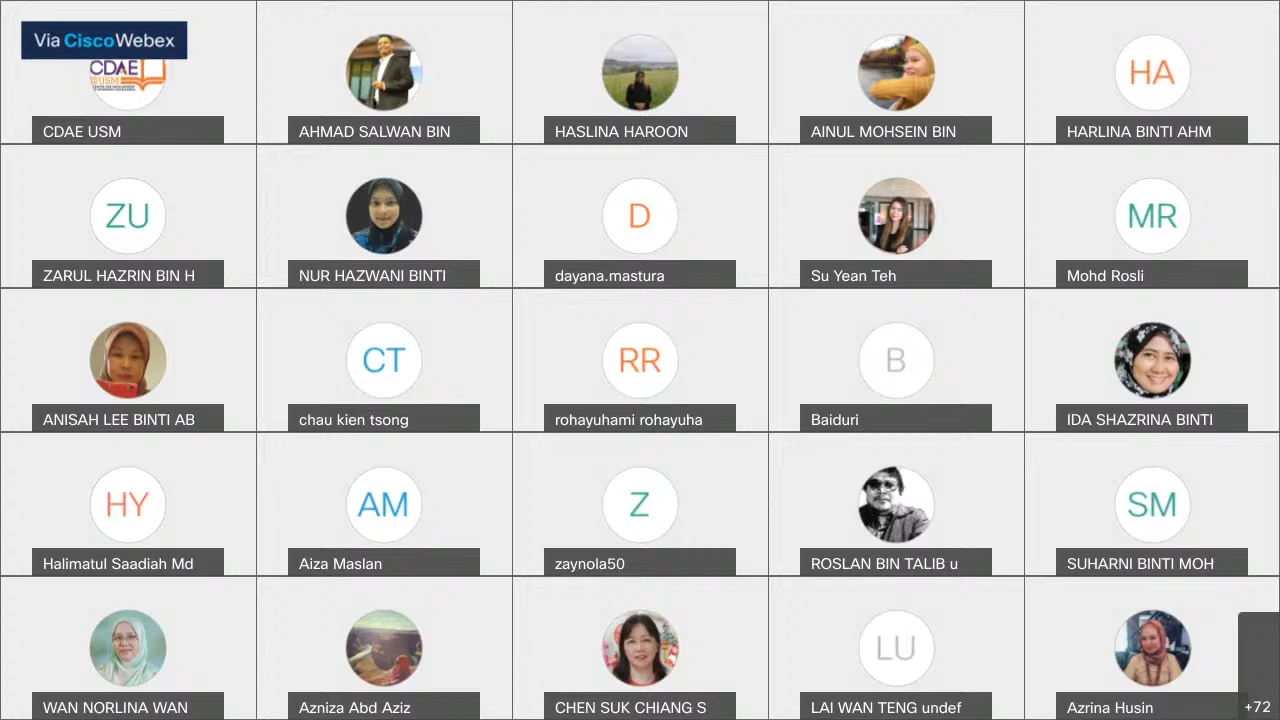 Via Cisco Webex
CDAE
USM
CDAE USM
AHMAD SALWAN BIN
HASLINA HAROON
AINUL MOHSEIN BIN
HA
HARLINA BINTI AHM
ZU
ZARUL HAZRIN BIN H
NUR HAZWANI BINTI
D
dayana.mastura
Su Yean Teh
MR
Mohd Rosli
ANISAH LEE BINTI AB
CT
chau kien tsong
RR
rohayuhami rohayuha
B
Baiduri
IDA SHAZRINA BINTI
HY
Halimatul Saadiah Md
AM
Aiza Maslan
Z
zaynola50
ROSLAN BIN TALIB u
SM
SUHARNI BINTI MOH
WAN NORLINA WAN
Azniza Abd Aziz
CHEN SUK CHIANG S
LU
LAI WAN TENG undef
Azrina Husin
+72